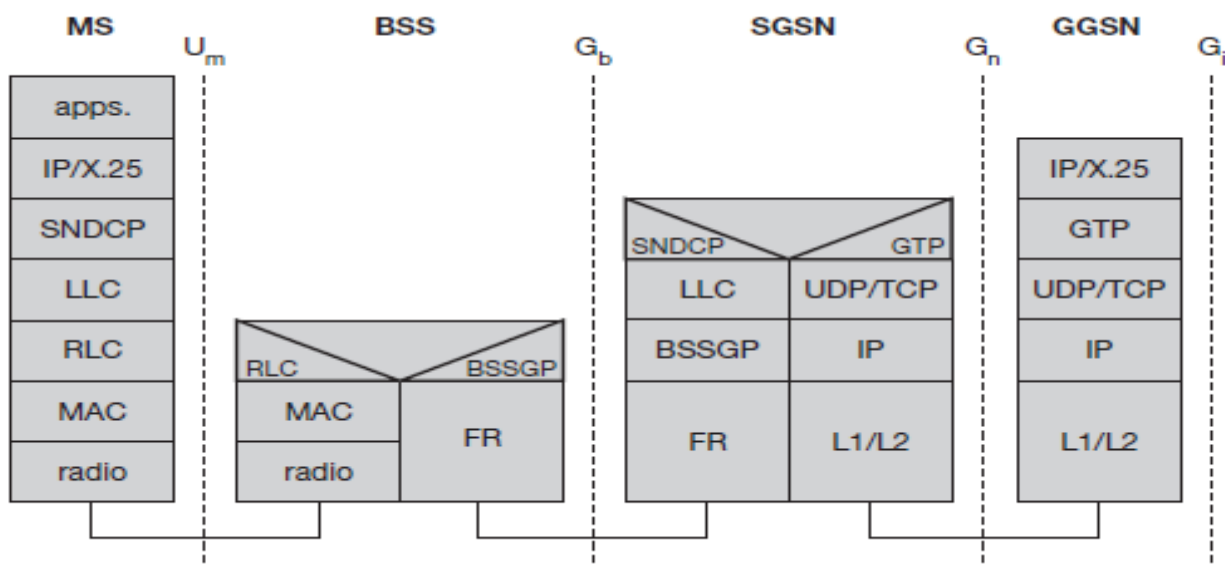 MS BSS SGSN GGSN
Um Gb Gn Gi
apps.
IP/X.25 IP/X.25
SNDCP SNDCP GTP GTP
LLC LLC UDP/TCP UDP/TCP
RLC RLC BSSGP BSSGP IP IP
MAC MAC FR FR L1/L2 L1/L2
radio radio